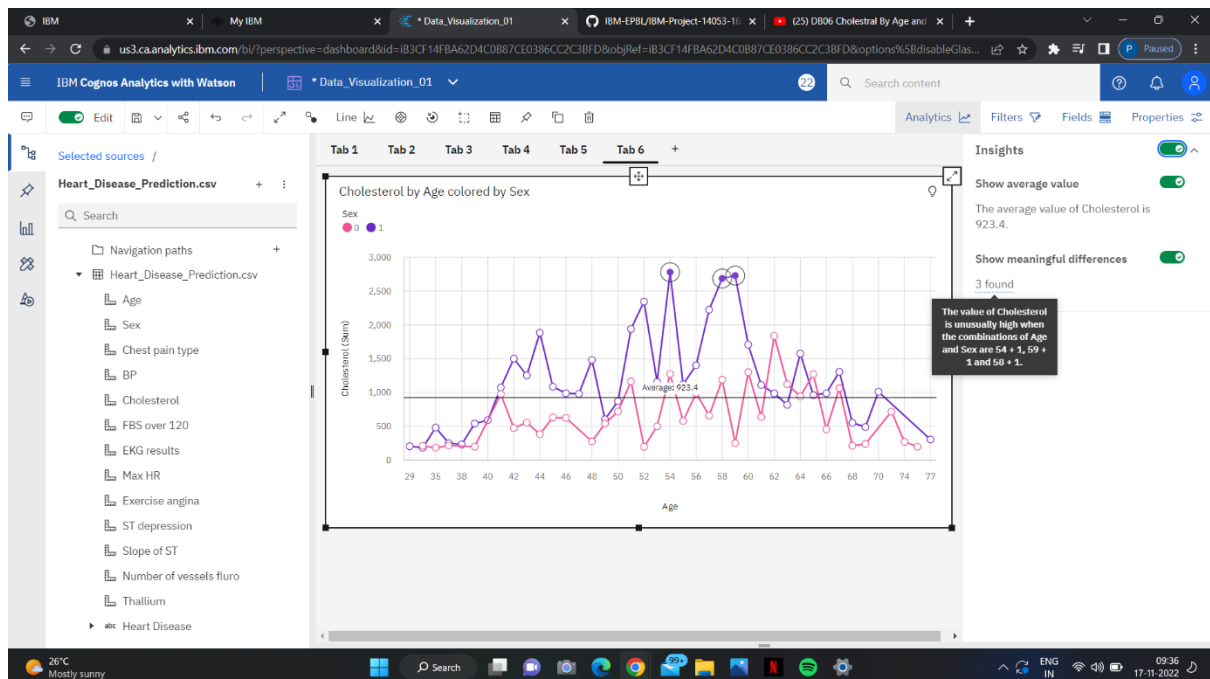 IBM
My IBM
* Data_Visualization_01
IBM-EPBL/IBM-Project-14053-16
(25) DB06 Cholestral By Age and
us3.ca.analytics.ibm.com/bi/?perspective=dashboard&id=iB3CF14FBA62D4C0B87CE0386CC2C3BFD&objRef=iB3CF14FBA62D4C0B87CE0386CC2C3BFD&options%5BdisableGlas...
P Paused
IBM Cognos Analytics with Watson
* Data_Visualization_01
22
Search content
Edit
Line
Analytics
Filters
Fields
Properties
Selected sources /
Heart_Disease_Prediction.csv
Search
Navigation paths
Heart_Disease_Prediction.csv
Age
Sex
Chest pain type
BP
Cholesterol
FBS over 120
EKG results
Max HR
Exercise angina
ST depression
Slope of ST
Number of vessels fluro
Thallium
abc Heart Disease
Tab 1 Tab 2 Tab 3 Tab 4 Tab 5 Tab 6 +
Cholesterol by Age colored by Sex
Sex
0 1
Cholesterol (Sum)
3,000
2,500
2,000
1,500
1,000
500
0
Average: 923.4
29 35 38 40 42 44 46 48 50 52 54 56 58 60 62 64 66 68 70 74 77
Age
Insights
Show average value
The average value of Cholesterol is
923.4.
Show meaningful differences
3 found
The value of Cholesterol
is unusually high when
the combinations of Age
and Sex are 54 + 1, 59 +
1 and 58 + 1.
26°C
Mostly sunny
Search
99+
N
ENG
IN
09:36
17-11-2022